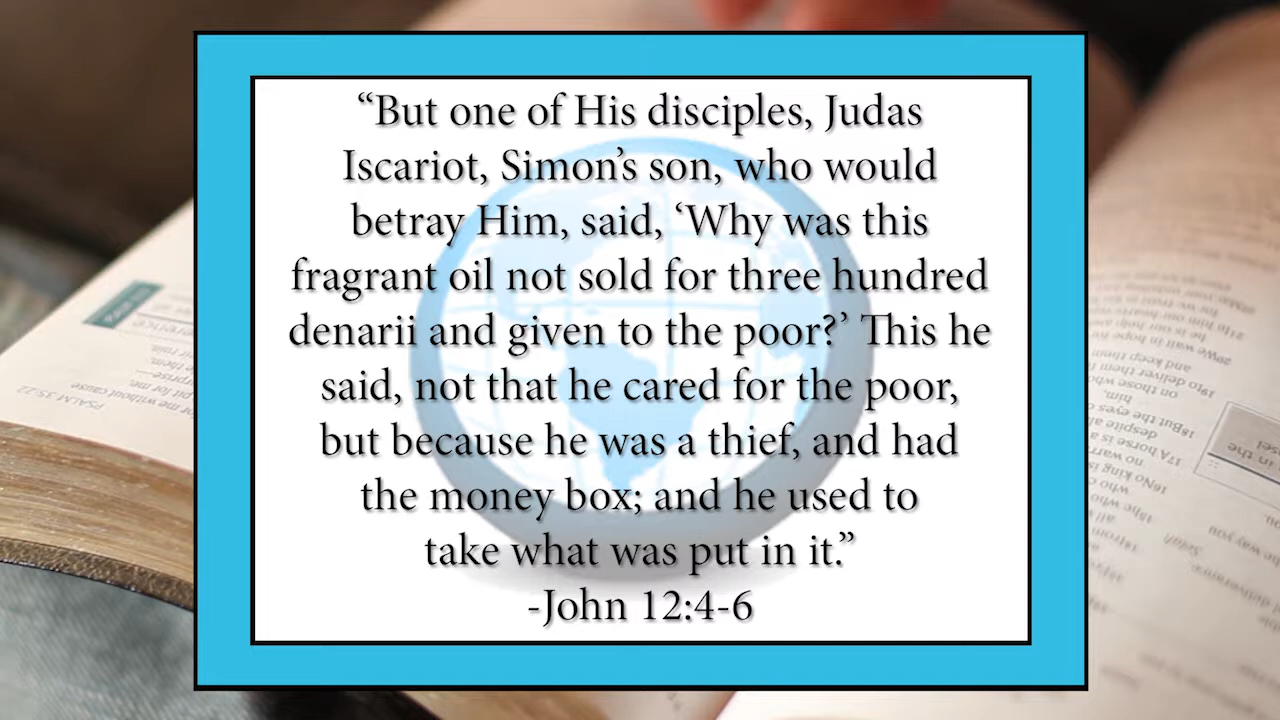 “But one of His disciples, Judas
Iscariot, Simon’s son, who would
betray Him, said, ‘Why was this
fragrant oil not sold for three hundred
denarii and given to the poor?’ This he
said, not that he cared for the poor,
but because he was a thief, and had
the money box; and he used to
take what was put in it.”
-John 12:4-6
PSALM 35:22